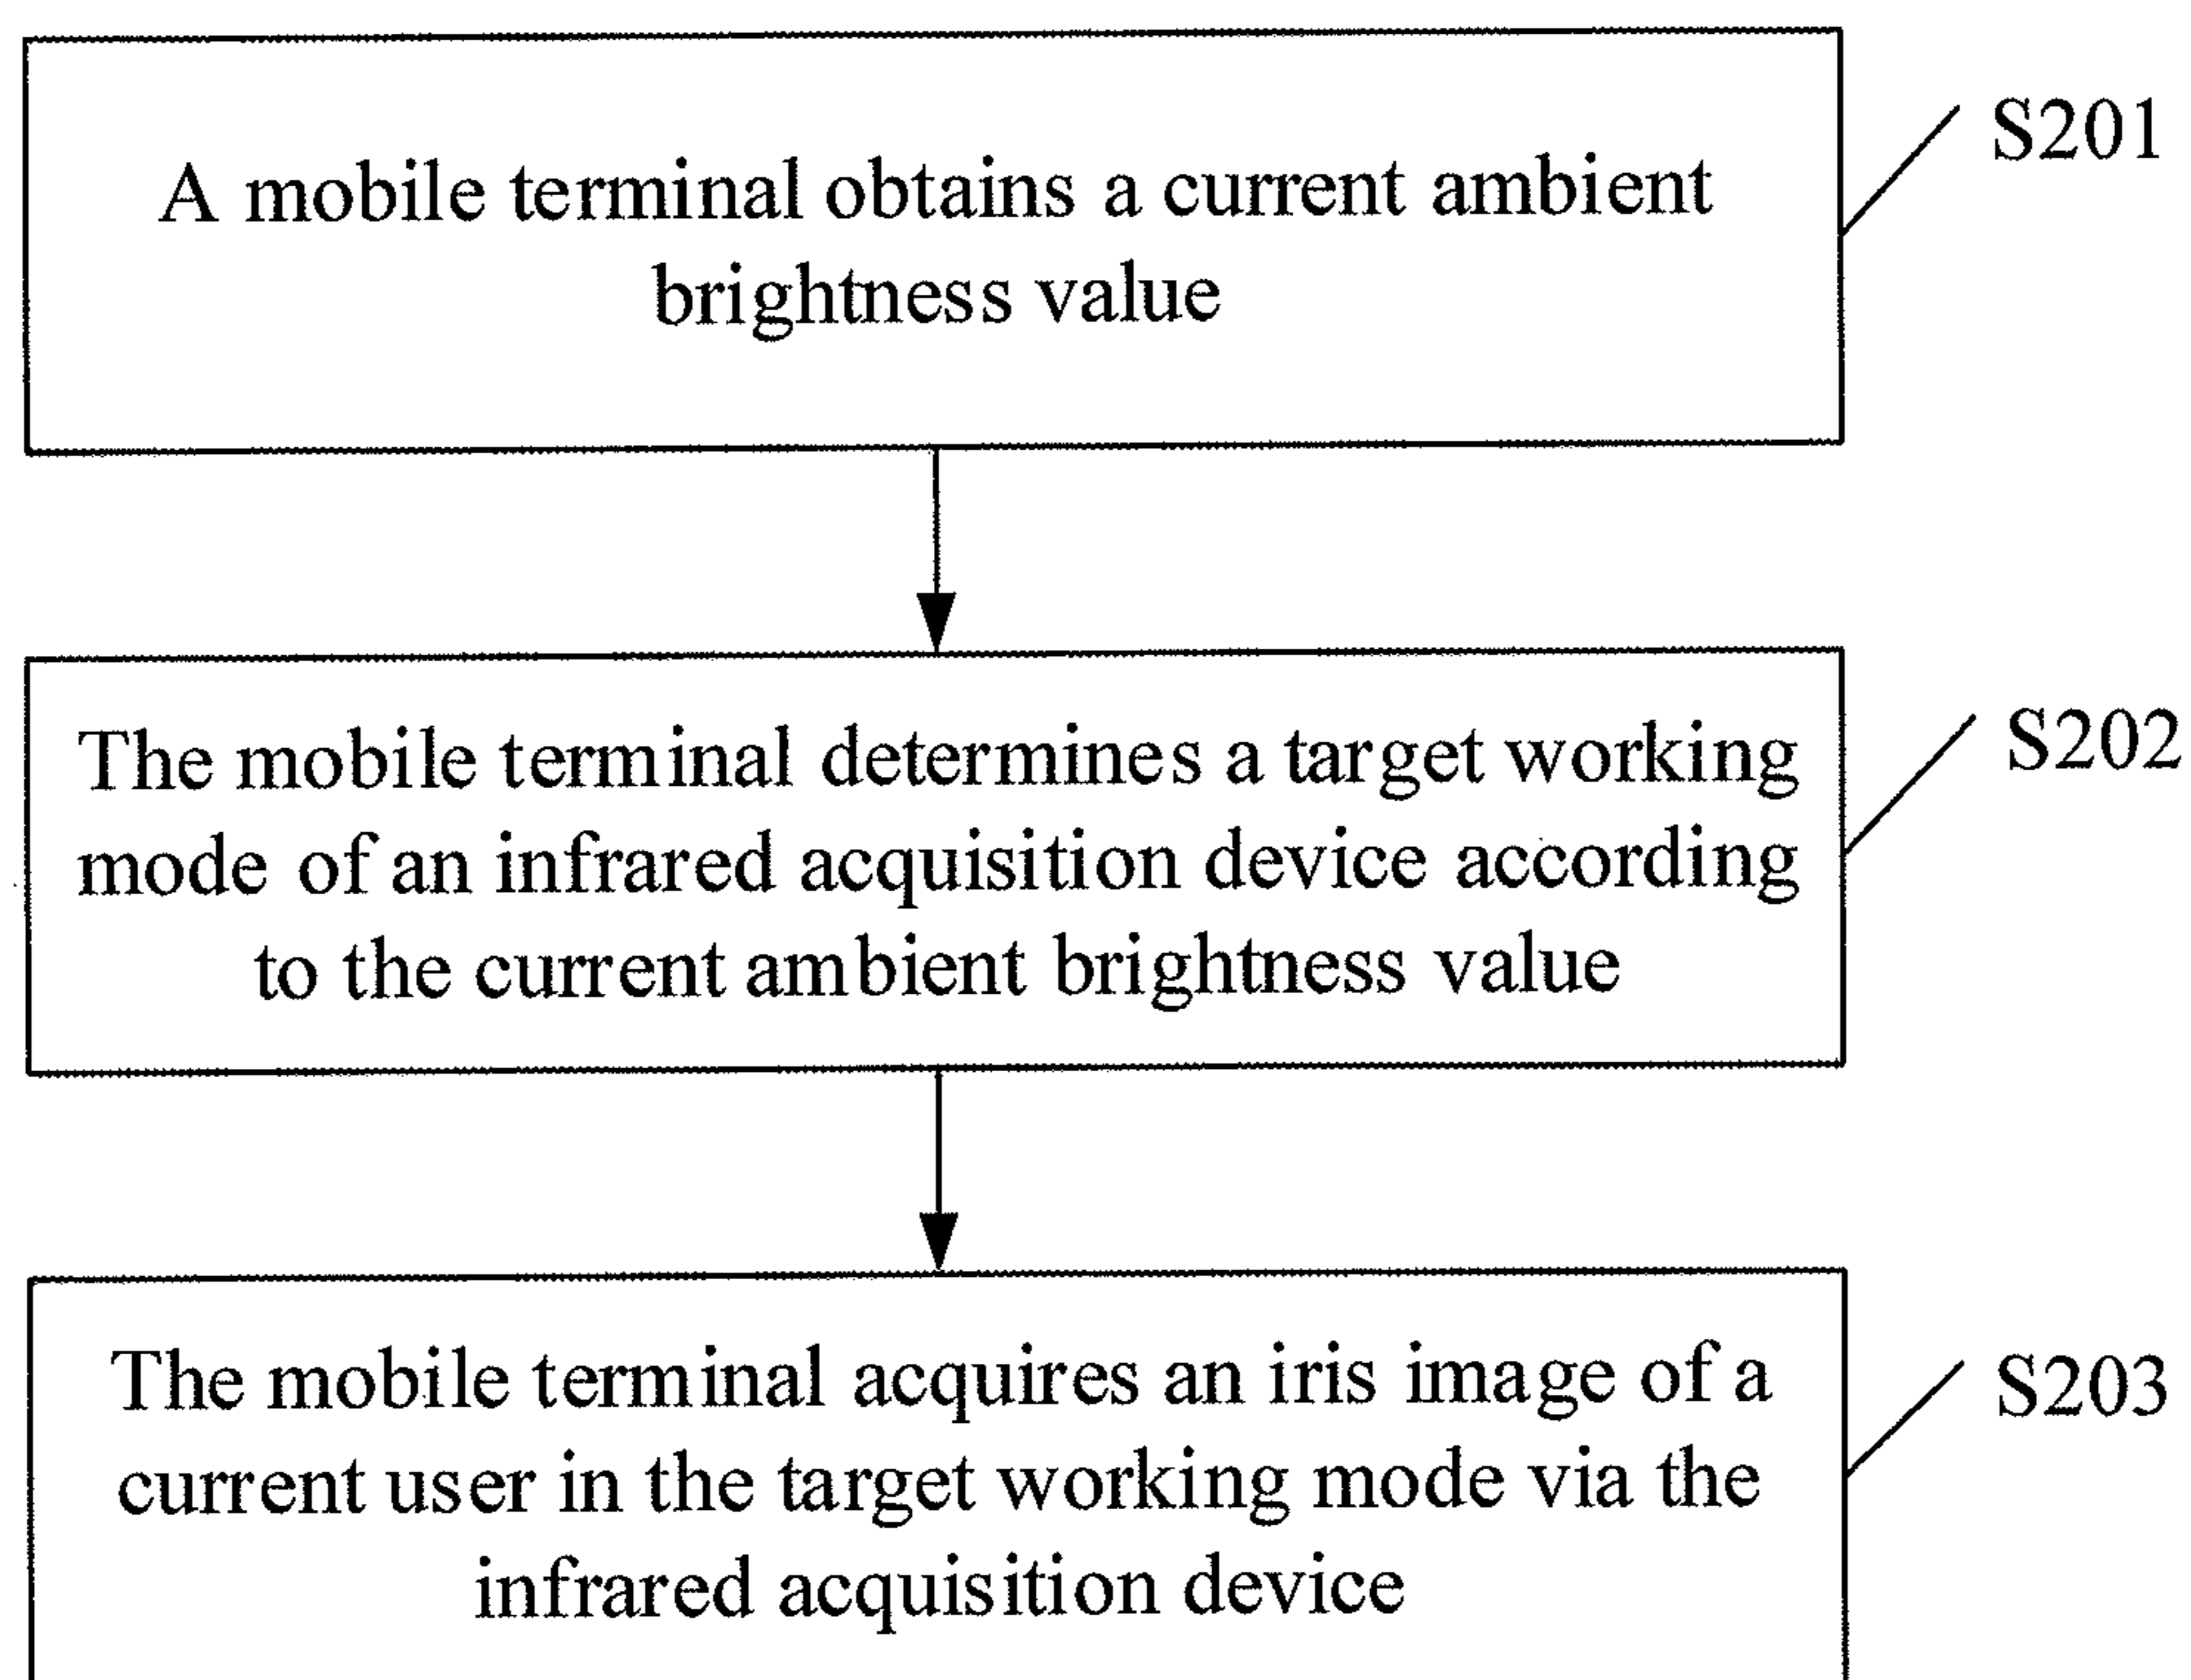 A mobile terminal obtains a current ambient
brightness value
S201
The mobile terminal determines a target working
mode of an infrared acquisition device according
to the current ambient brightness value
S202
The mobile terminal acquires an iris image of a
current user in the target working mode via the
infrared acquisition device
S203